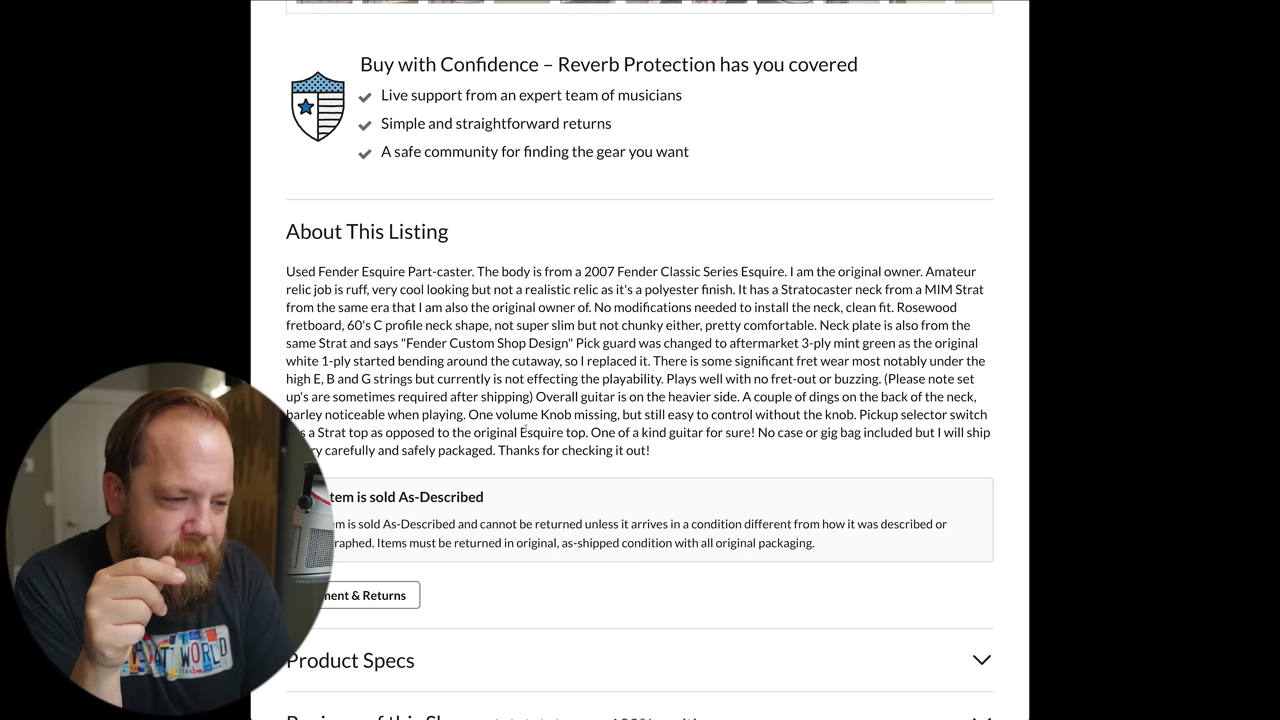 Buy with Confidence – Reverb Protection has you covered
Live support from an expert team of musicians
Simple and straightforward returns
A safe community for finding the gear you want
About This Listing
Used Fender Esquire Part-caster. The body is from a 2007 Fender Classic Series Esquire. I am the original owner. Amateur
relic job is ruff, very cool looking but not a realistic relic as it's a polyester finish. It has a Stratocaster neck from a MIM Strat
from the same era that I am also the original owner of. No modifications needed to install the neck, clean fit. Rosewood
fretboard, 60's C profile neck shape, not super slim but not chunky either, pretty comfortable. Neck plate is also from the
same Strat and says "Fender Custom Shop Design" Pick guard was changed to aftermarket 3-ply mint green as the original
white 1-ply started bending around the cutaway, so I replaced it. There is some significant fret wear most notably under the
high E, B and G strings but currently is not effecting the playability. Plays well with no fret-out or buzzing. (Please note set
up's are sometimes required after shipping) Overall guitar is on the heavier side. A couple of dings on the back of the neck,
barley noticeable when playing. One volume Knob missing, but still easy to control without the knob. Pickup selector switch
a Strat top as opposed to the original Esquire top. One of a kind guitar for sure! No case or gig bag included but I will ship
carefully and safely packaged. Thanks for checking it out!
tem is sold As-Described
em is sold As-Described and cannot be returned unless it arrives in a condition different from how it was described or
raphed. Items must be returned in original, as-shipped condition with all original packaging.
ment & Returns
Product Specs
WORLD